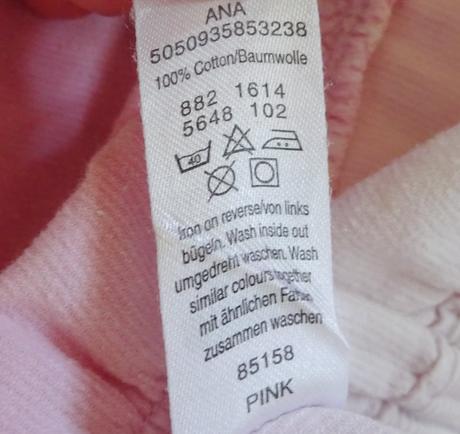 ANA
5050935853238
100% Cotton/Baumwolle
882 1614
5648 102
40
Iron on reverse/von links
bügeln. Wash inside out
umgedreht waschen. Wash
similar colours together
mit ähnlichen Farben
zusammen waschen
85158
PINK